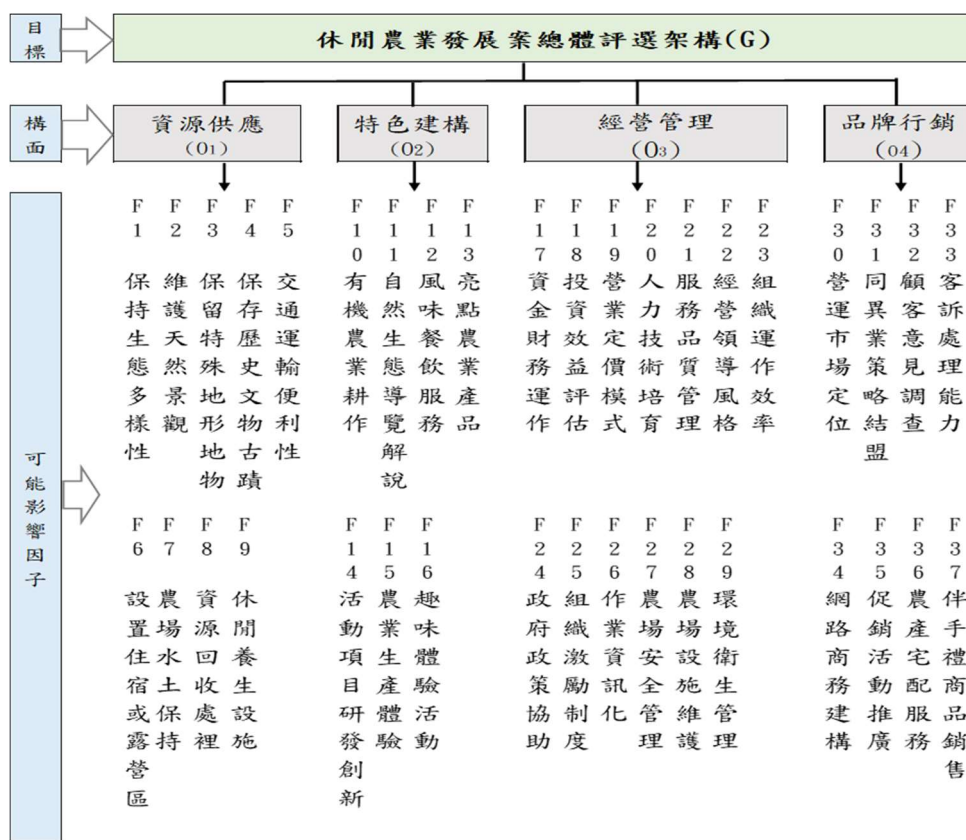 目標
休閒農業發展案總體評選架構(G)
構面
資源供應
(O1)
特色建構
(O2)
經營管理
(O3)
品牌行銷
(O4)
可能影響因子
F1 保持生態多樣性
F2 維護天然景觀
F3 保留特殊地形地物
F4 保存歷史文物古蹟
F5 交通運輸便利性
F6 設置住宿或露營區
F7 農場水土保持
F8 資源回收處裡
F9 休閒養生設施
F10 有機農業耕作
F11 自然生態導覽解說
F12 風味餐飲服務
F13 亮點農業產品
F14 活動項目研發創新
F15 農業生產體驗
F16 趣味體驗活動
F17 資金財務運作
F18 投資效益評估
F19 營業定價模式
F20 人力技術培育
F21 服務品質管理
F22 經營領導風格
F23 組織運作效率
F24 政府政策協助
F25 組織激勵制度
F26 作業資訊化
F27 農場安全管理
F28 農場設施維護
F29 環境衛生管理
F30 營運市場定位
F31 同異業策略結盟
F32 顧客意見調查
F33 客訴處理能力
F34 網路商務建構
F35 促銷活動推廣
F36 農產宅配服務
F37 伴手禮商品銷售